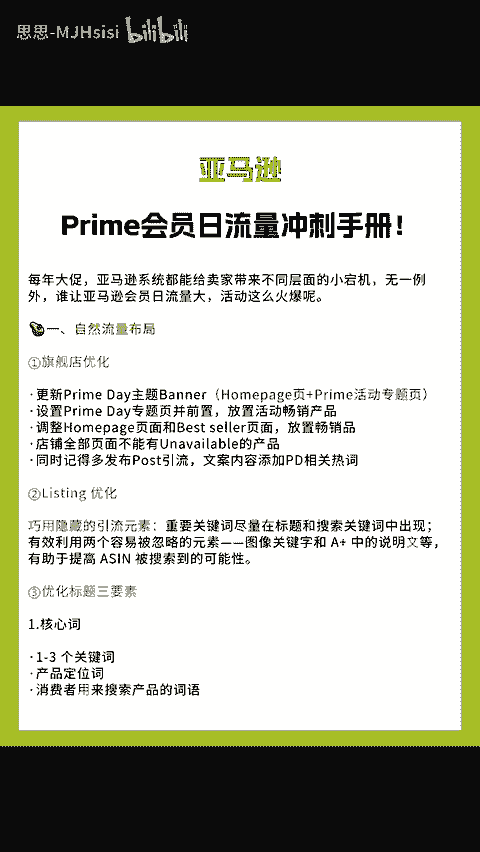 思思-MJHsisi bilibili
亚马逊
Prime会员日流量冲刺手册！
每年大促，亚马逊系统都能给卖家带来不同层面的小宕机，无一例
外，谁让亚马逊会员日流量大，活动这么火爆呢。
一、自然流量布局
①旗舰店优化
·更新Prime Day主题Banner（Homepage页+Prime活动专题页）
·设置Prime Day专题页并前置，放置活动畅销产品
·调整Homepage页面和Best seller页面，放置畅销品
·店铺全部页面不能有Unavailable的产品
·同时记得多发布Post引流，文案内容添加PD相关热词
②Listing 优化
巧用隐藏的引流元素：重要关键词尽量在标题和搜索关键词中出现；
有效利用两个容易被忽略的元素——图像关键字和 A+ 中的说明文等，
有助于提高 ASIN 被搜索到的可能性。
③优化标题三要素
1.核心词
·1-3 个关键词
·产品定位词
·消费者用来搜索产品的词语